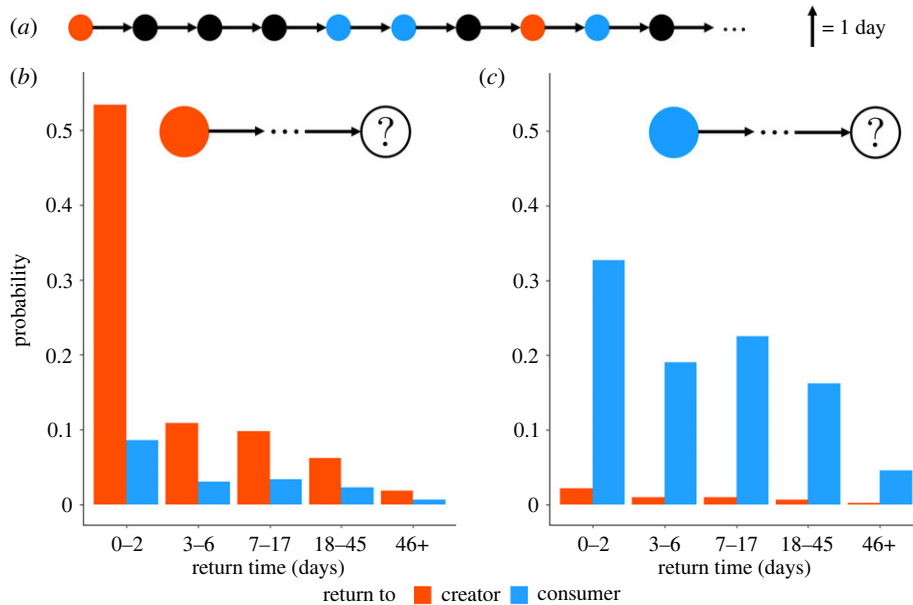 (a) ... = 1 day
(b) (c)
? ... ?
probability
0.5
0.4
0.3
0.2
0.1
0
0–2 3–6 7–17 18–45 46+
return time (days)
0.5
0.4
0.3
0.2
0.1
0
0–2 3–6 7–17 18–45 46+
return time (days)
return to creator consumer